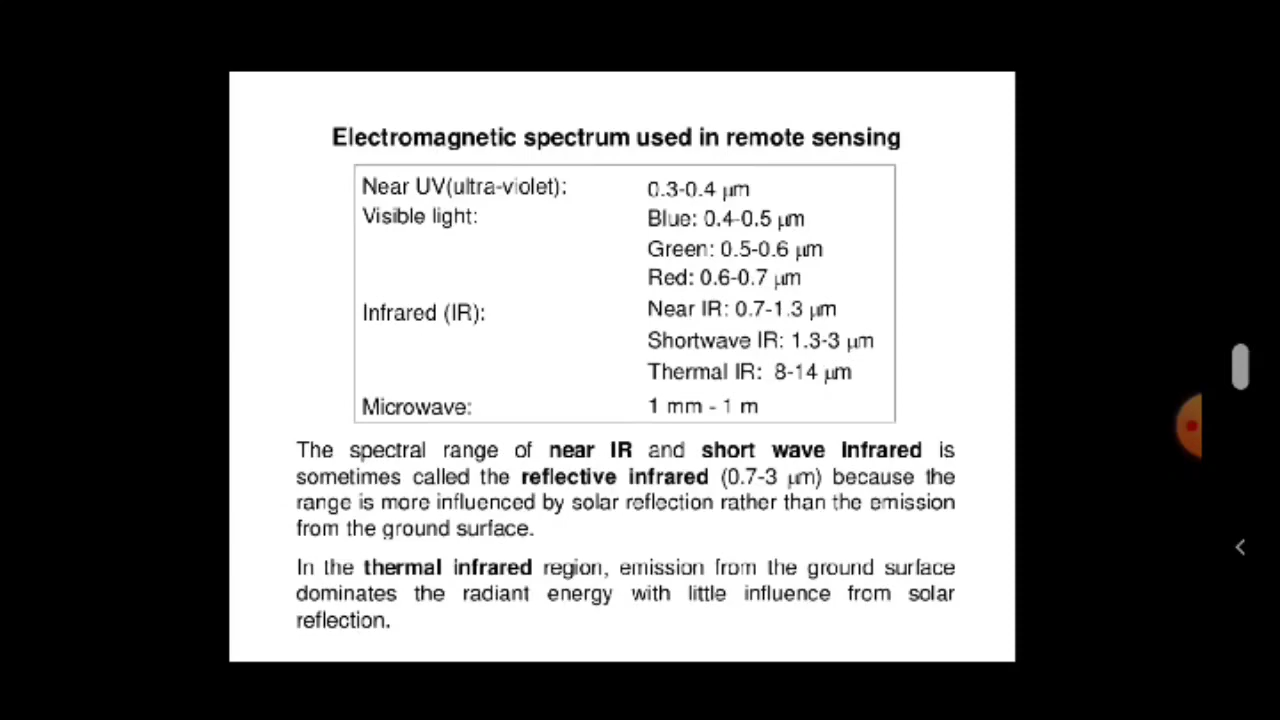 Electromagnetic spectrum used in remote sensing
Near UV(ultra-violet): 0.3-0.4 μm
Visible light: Blue: 0.4-0.5 μm
Green: 0.5-0.6 μm
Red: 0.6-0.7 μm
Infrared (IR): Near IR: 0.7-1.3 μm
Shortwave IR: 1.3-3 μm
Thermal IR: 8-14 μm
Microwave: 1 mm - 1 m
The spectral range of near IR and short wave Infrared is
sometimes called the reflective infrared (0.7-3 μm) because the
range is more influenced by solar reflection rather than the emission
from the ground surface.
In the thermal infrared region, emission from the ground surface
dominates the radiant energy with little influence from solar
reflection.